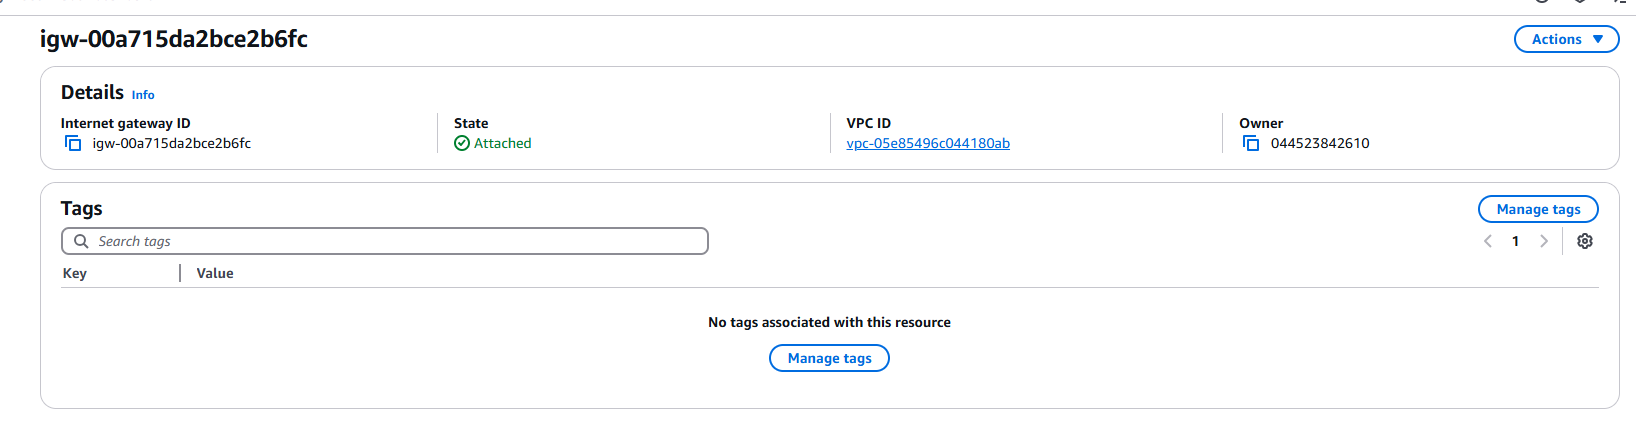 igw-00a715da2bce2b6fc
Actions
Details Info
Internet gateway ID
igw-00a715da2bce2b6fc
State
Attached
VPC ID
vpc-05e85496c044180ab
Owner
044523842610
Tags
Manage tags
Search tags
1
Key
Value
No tags associated with this resource
Manage tags